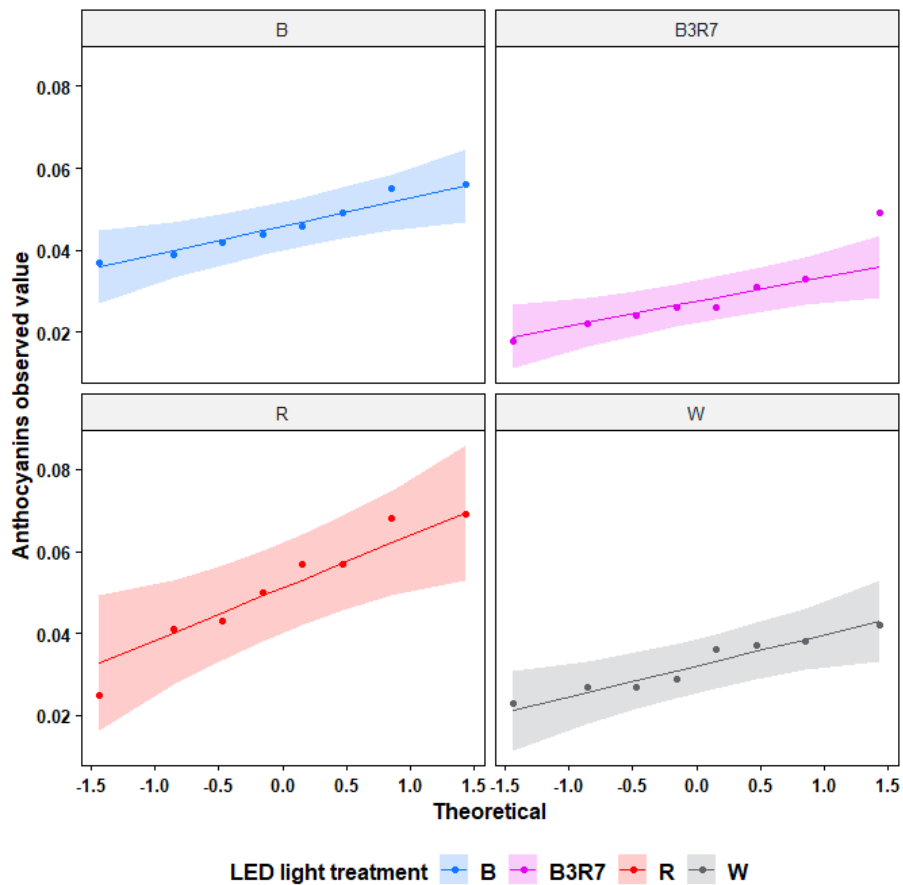 B
B3R7
0.08
0.06
0.04
0.02
R
W
0.08
0.06
0.04
0.02
Anthocyanins observed value
-1.5 -1.0 -0.5 0.0 0.5 1.0 1.5 -1.5 -1.0 -0.5 0.0 0.5 1.0 1.5
Theoretical
LED light treatment B B3R7 R W